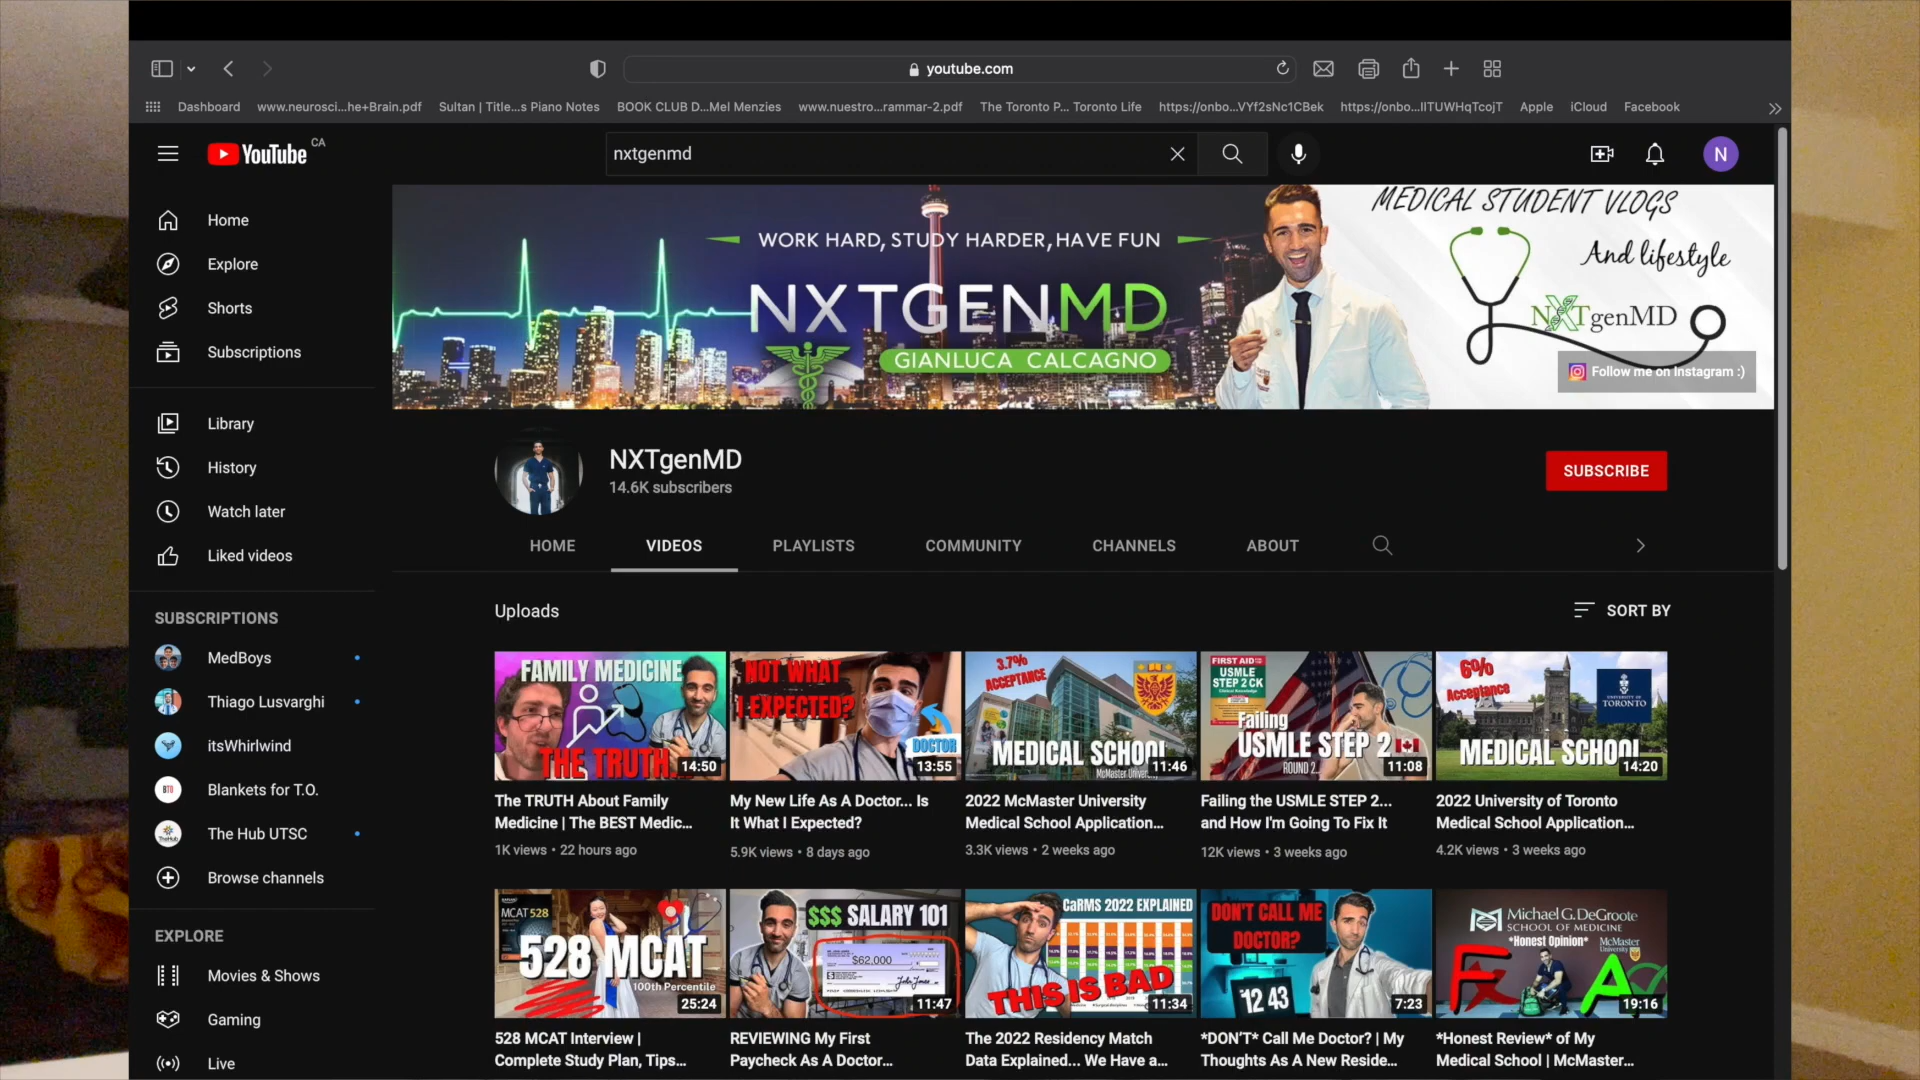 youtube.com
Dashboard
www.neurosci...he+Brain.pdf
Sultan | Title...s Piano Notes
BOOK CLUB D...Mel Menzies
www.nuestro...rammar-2.pdf
The Toronto P... Toronto Life
https://onbo...VYf2sNc1CBek
https://onbo...IITUWHqTcojT
Apple
iCloud
Facebook
YouTube CA
nxtgenmd
N
Home
Explore
Shorts
Subscriptions
Library
History
Watch later
Liked videos
SUBSCRIPTIONS
MedBoys
Thiago Lusvarghi
itsWhirlwind
BTO
Blankets for T.O.
The Hub UTSC
Browse channels
EXPLORE
Movies & Shows
Gaming
Live
WORK HARD, STUDY HARDER, HAVE FUN
NXTGENMD
GIANLUCA CALCAGNO
MEDICAL STUDENT VLOGS
And lifestyle
NXTgenMD
Follow me on Instagram :)
NXTgenMD
14.6K subscribers
SUBSCRIBE
HOME
VIDEOS
PLAYLISTS
COMMUNITY
CHANNELS
ABOUT
Uploads
SORT BY
FAMILY MEDICINE
THE TRUTH
14:50
The TRUTH About Family
Medicine | The BEST Medic...
1K views • 22 hours ago
NOT WHAT
I EXPECTED?
DOCTOR
13:55
My New Life As A Doctor... Is
It What I Expected?
5.9K views • 8 days ago
3.7%
ACCEPTANCE
MEDICAL SCHOOL
McMaster University
11:46
2022 McMaster University
Medical School Application...
3.3K views • 2 weeks ago
FIRST AID
USMLE
STEP 2 CK
Failing
USMLE STEP 2
ROUND 2...
11:08
Failing the USMLE STEP 2...
and How I'm Going To Fix It
12K views • 3 weeks ago
6%
Acceptance
UNIVERSITY OF
TORONTO
MEDICAL SCHOOL
14:20
2022 University of Toronto
Medical School Application...
4.2K views • 3 weeks ago
MCAT 528
528 MCAT
100th Percentile
25:24
528 MCAT Interview |
Complete Study Plan, Tips...
$$$ SALARY 101
$62,000
11:47
REVIEWING My First
Paycheck As A Doctor...
CaRMS 2022 EXPLAINED
THIS IS BAD
11:34
The 2022 Residency Match
Data Explained... We Have a...
DON'T CALL ME
DOCTOR?
12 43
7:23
*DON'T* Call Me Doctor? | My
Thoughts As A New Reside...
Michael G. DeGroote
SCHOOL OF MEDICINE
*Honest Opinion*
McMaster
University
F
A
19:16
*Honest Review* of My
Medical School | McMaster...